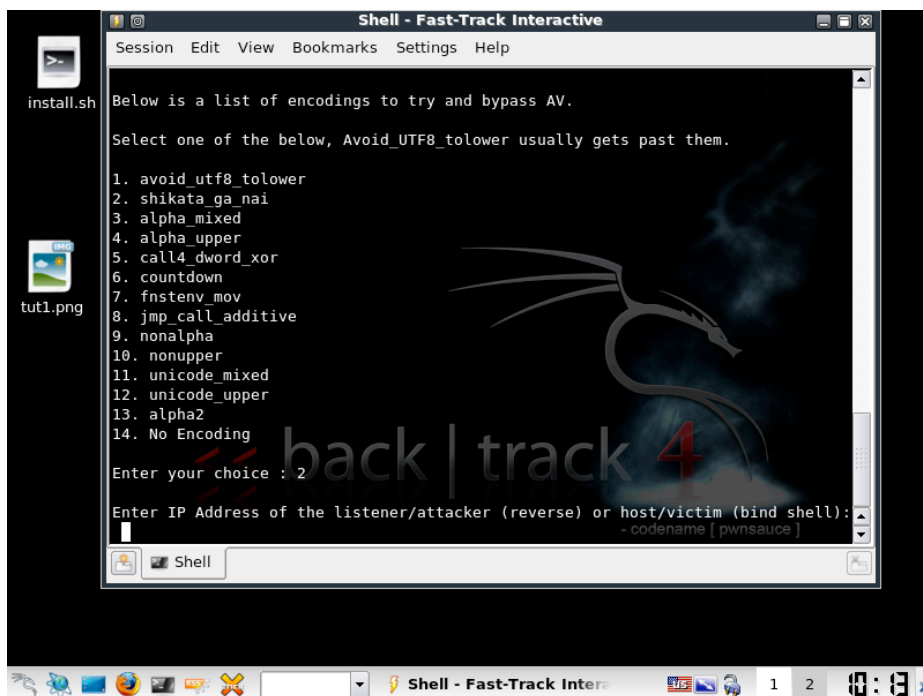 Shell - Fast-Track Interactive
Session Edit View Bookmarks Settings Help
install.sh
Below is a list of encodings to try and bypass AV.
Select one of the below, Avoid_UTF8_tolower usually gets past them.
1. avoid_utf8_tolower
2. shikata_ga_nai
3. alpha_mixed
4. alpha_upper
5. call4_dword_xor
6. countdown
7. fnstenv_mov
8. jmp_call_additive
9. nonalpha
10. nonupper
11. unicode_mixed
12. unicode_upper
13. alpha2
14. No Encoding
IMG
tut1.png
<< back | track 4
Enter your choice : 2
Enter IP Address of the listener/attacker (reverse) or host/victim (bind shell):
- codename [ pwnsauce ]
Shell
Shell - Fast-Track Intera
US
1 2
10:13